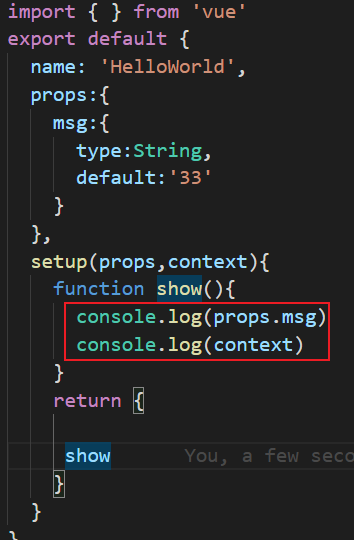 import { } from 'vue'
export default {
  name: 'HelloWorld',
  props:{
    msg:{
      type:String,
      default:'33'
    }
  },
  setup(props,context){
    function show(){
      console.log(props.msg)
      console.log(context)
    }
    return {
     show      You, a few seco
    }
  }
}